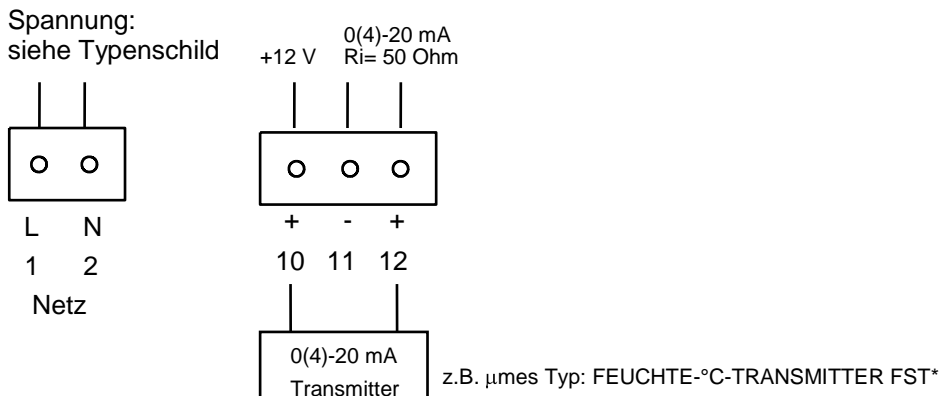 Spannung:
siehe Typenschild
+12 V
0(4)-20 mA
Ri= 50 Ohm
L N
1 2
Netz
+ - +
10 11 12
0(4)-20 mA
Transmitter
z.B. μmes Typ: FEUCHTE-°C-TRANSMITTER FST*